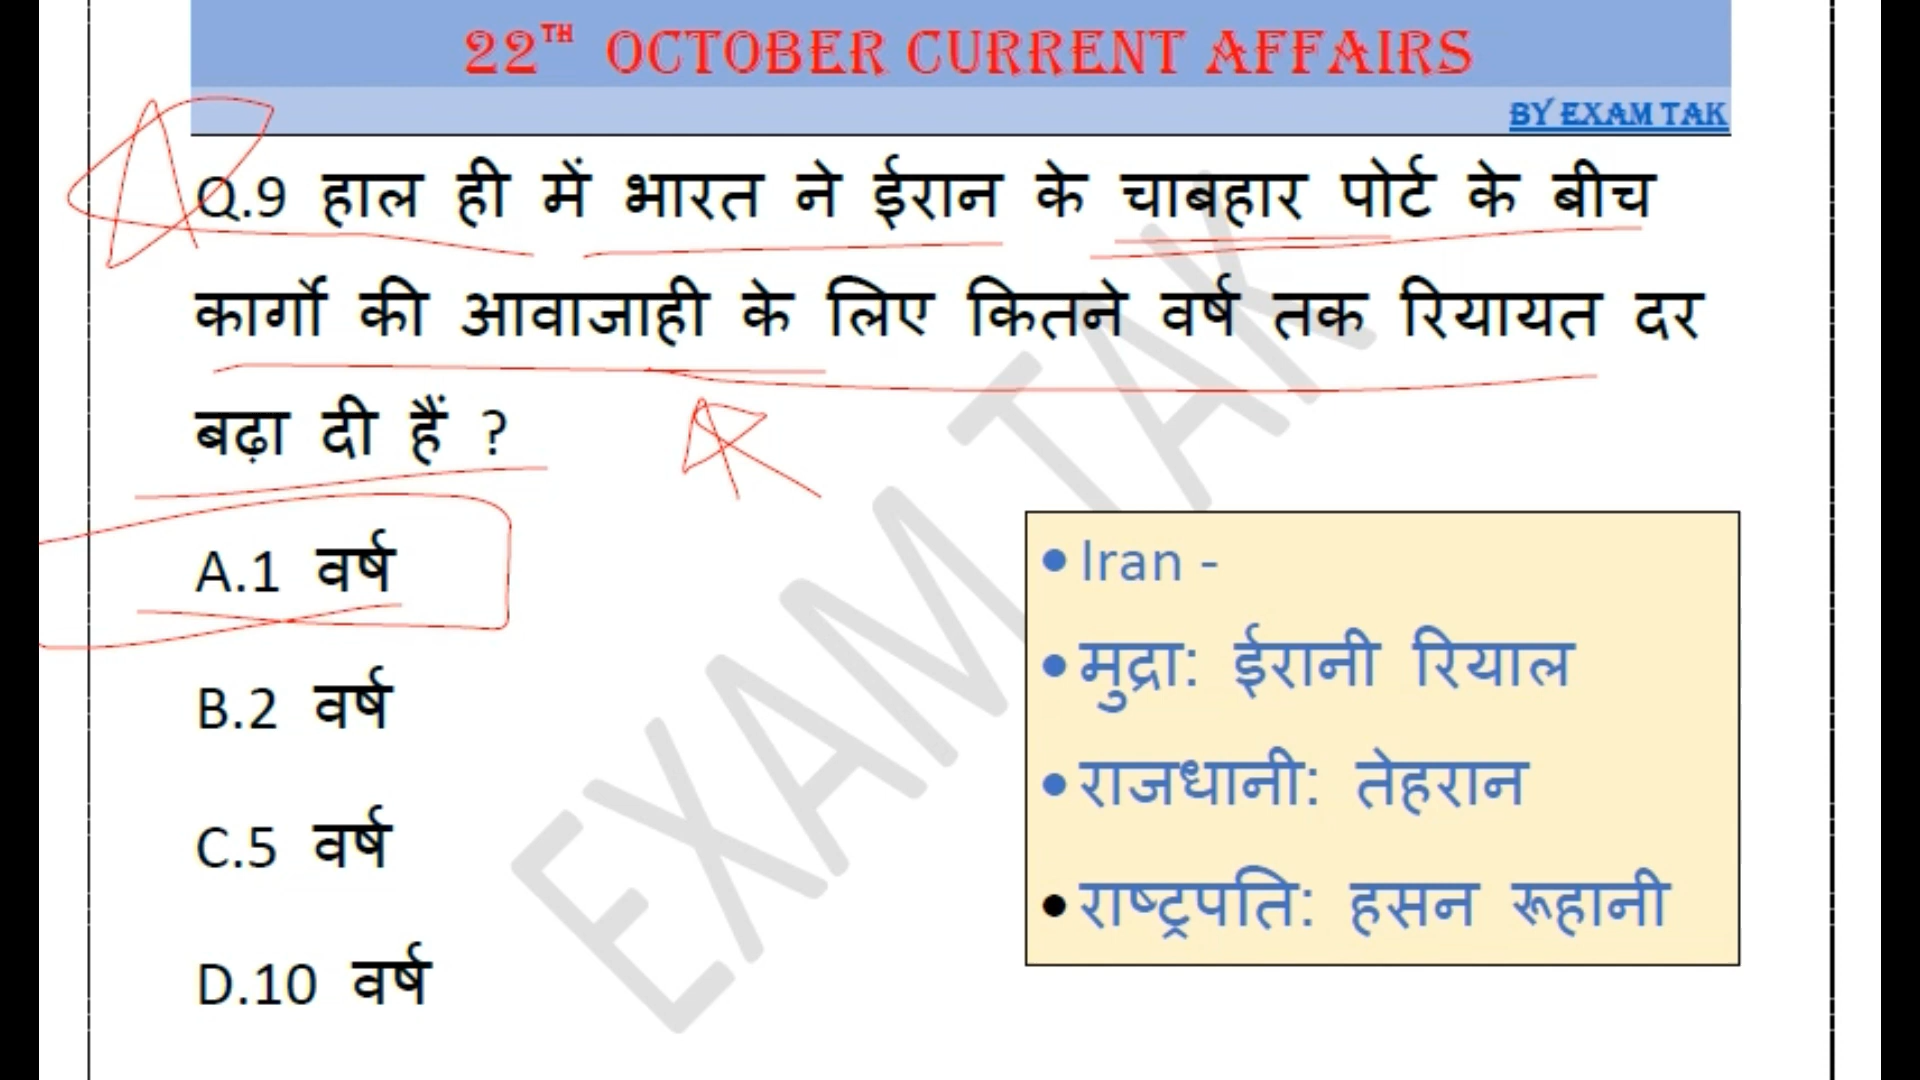 22TH OCTOBER CURRENT AFFAIRS
BY EXAM TAK
Q.9 हाल ही में भारत ने ईरान के चाबहार पोर्ट के बीच
कार्गो की आवाजाही के लिए कितने वर्ष तक रियायत दर
बढ़ा दी हैं ?
A.1 वर्ष
B.2 वर्ष
C.5 वर्ष
D.10 वर्ष
• Iran -
• मुद्रा: ईरानी रियाल
• राजधानी: तेहरान
• राष्ट्रपति: हसन रूहानी
EXAM TAK